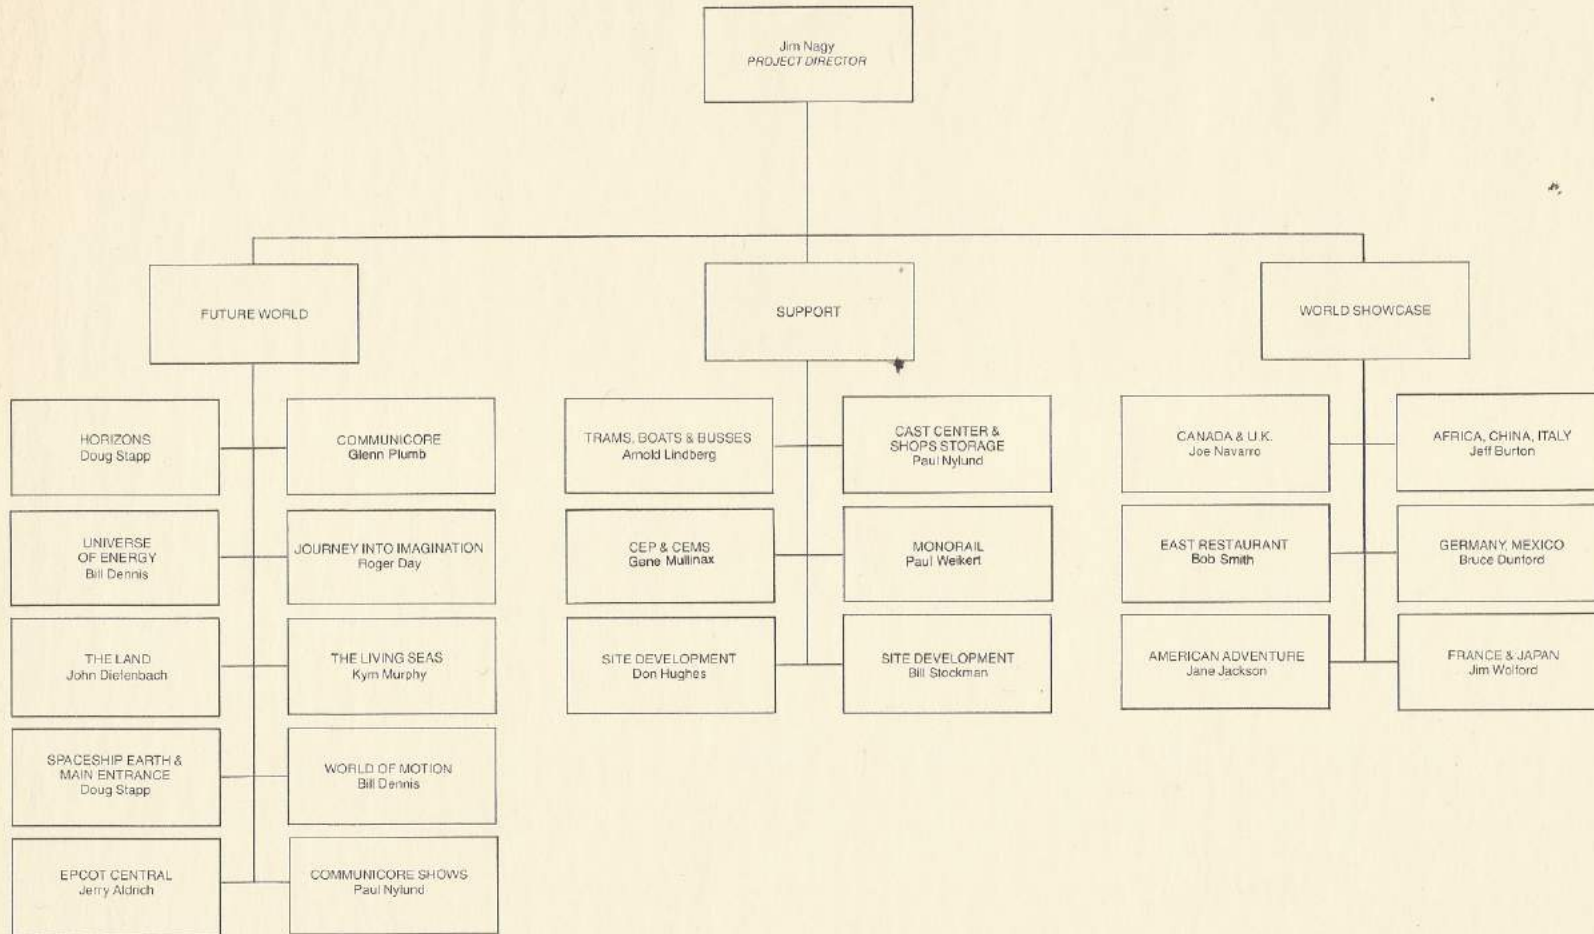 Jim Nagy
PROJECT DIRECTOR
FUTURE WORLD
SUPPORT
WORLD SHOWCASE
HORIZONS
Doug Stapp
COMMUNICORE
Glenn Plumb
UNIVERSE
OF ENERGY
Bill Dennis
JOURNEY INTO IMAGINATION
Roger Day
THE LAND
John Diefenbach
THE LIVING SEAS
Kym Murphy
SPACESHIP EARTH &
MAIN ENTRANCE
Doug Stapp
WORLD OF MOTION
Bill Dennis
EPCOT CENTRAL
Jerry Aldrich
COMMUNICORE SHOWS
Paul Nylund
TRAMS, BOATS & BUSSES
Arnold Lindberg
CAST CENTER &
SHOPS STORAGE
Paul Nylund
CEP & CEMS
Gene Mullinax
MONORAIL
Paul Weikert
SITE DEVELOPMENT
Don Hughes
SITE DEVELOPMENT
Bill Stockman
CANADA & U.K.
Joe Navarro
AFRICA, CHINA, ITALY
Jeff Burton
EAST RESTAURANT
Bob Smith
GERMANY, MEXICO
Bruce Dunford
AMERICAN ADVENTURE
Jane Jackson
FRANCE & JAPAN
Jim Wolford